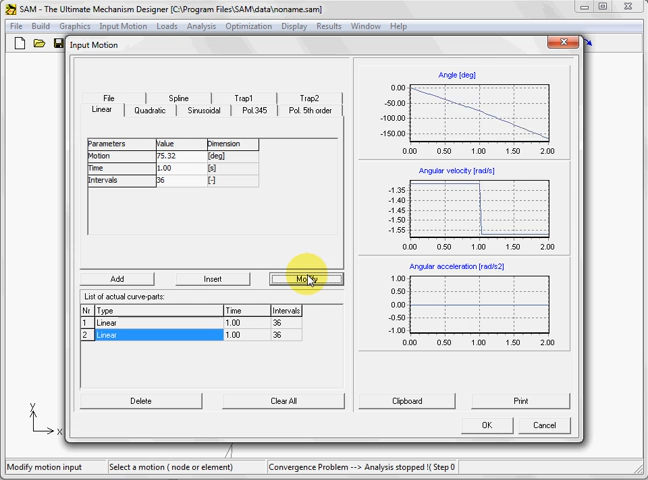 SAM - The Ultimate Mechanism Designer [C:\Program Files\SAM\data\noname.sam]
File Build Graphics Input Motion Loads Analysis Optimization Display Results Window Help
Input Motion
File Spline Trap1 Trap2
Linear Quadratic Sinusoidal Pol.345 Pol. 5th order
Parameters Value Dimension
Motion 75.32 [deg]
Time 1.00 [s]
Intervals 36 [-]
Add Insert Modify
List of actual curve-parts:
Nr Type Time Intervals
1 Linear 1.00 36
2 Linear 1.00 36
Delete Clear All
Angle [deg]
0.00
-50.00
-100.00
-150.00
0.00 0.50 1.00 1.50 2.00
Angular velocity [rad/s]
-1.35
-1.40
-1.45
-1.50
-1.55
0.00 0.50 1.00 1.50 2.00
Angular acceleration [rad/s2]
1.00
0.50
0.00
-0.50
-1.00
0.00 0.50 1.00 1.50 2.00
Clipboard Print
OK Cancel
y
x
Modify motion input Select a motion ( node or element) Convergence Problem --> Analysis stopped !( Step 0